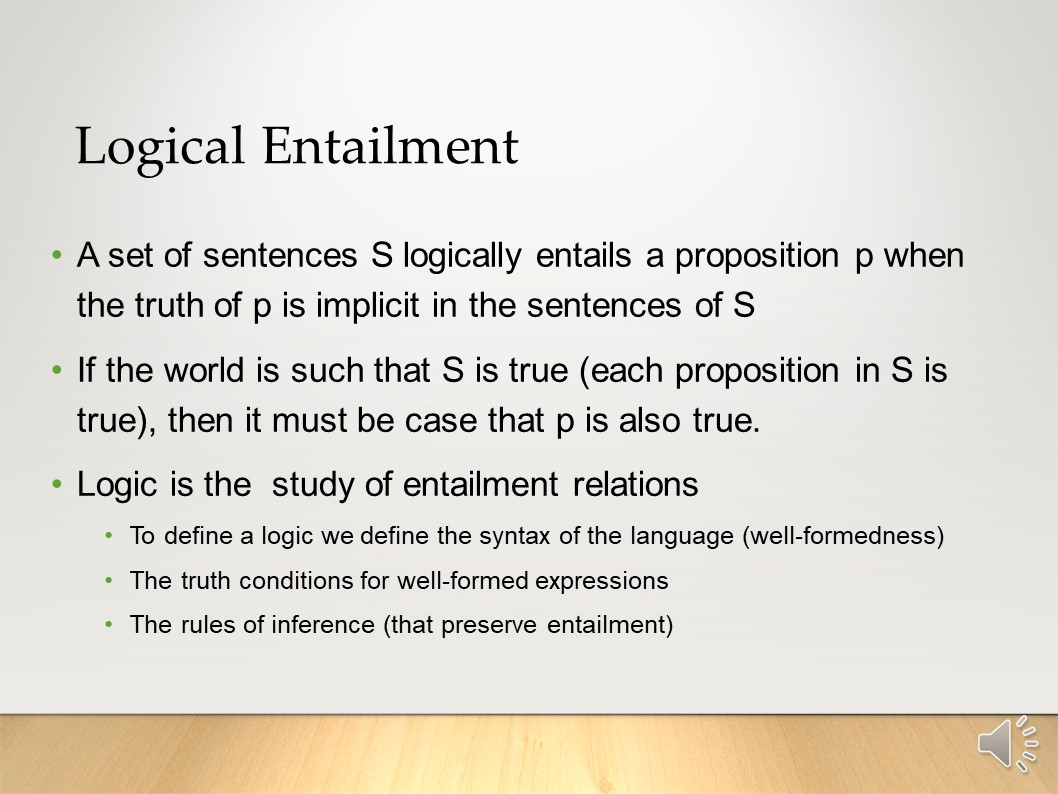 Logical Entailment
• A set of sentences S logically entails a proposition p when
the truth of p is implicit in the sentences of S
• If the world is such that S is true (each proposition in S is
true), then it must be case that p is also true.
• Logic is the  study of entailment relations
• To define a logic we define the syntax of the language (well-formedness)
• The truth conditions for well-formed expressions
• The rules of inference (that preserve entailment)